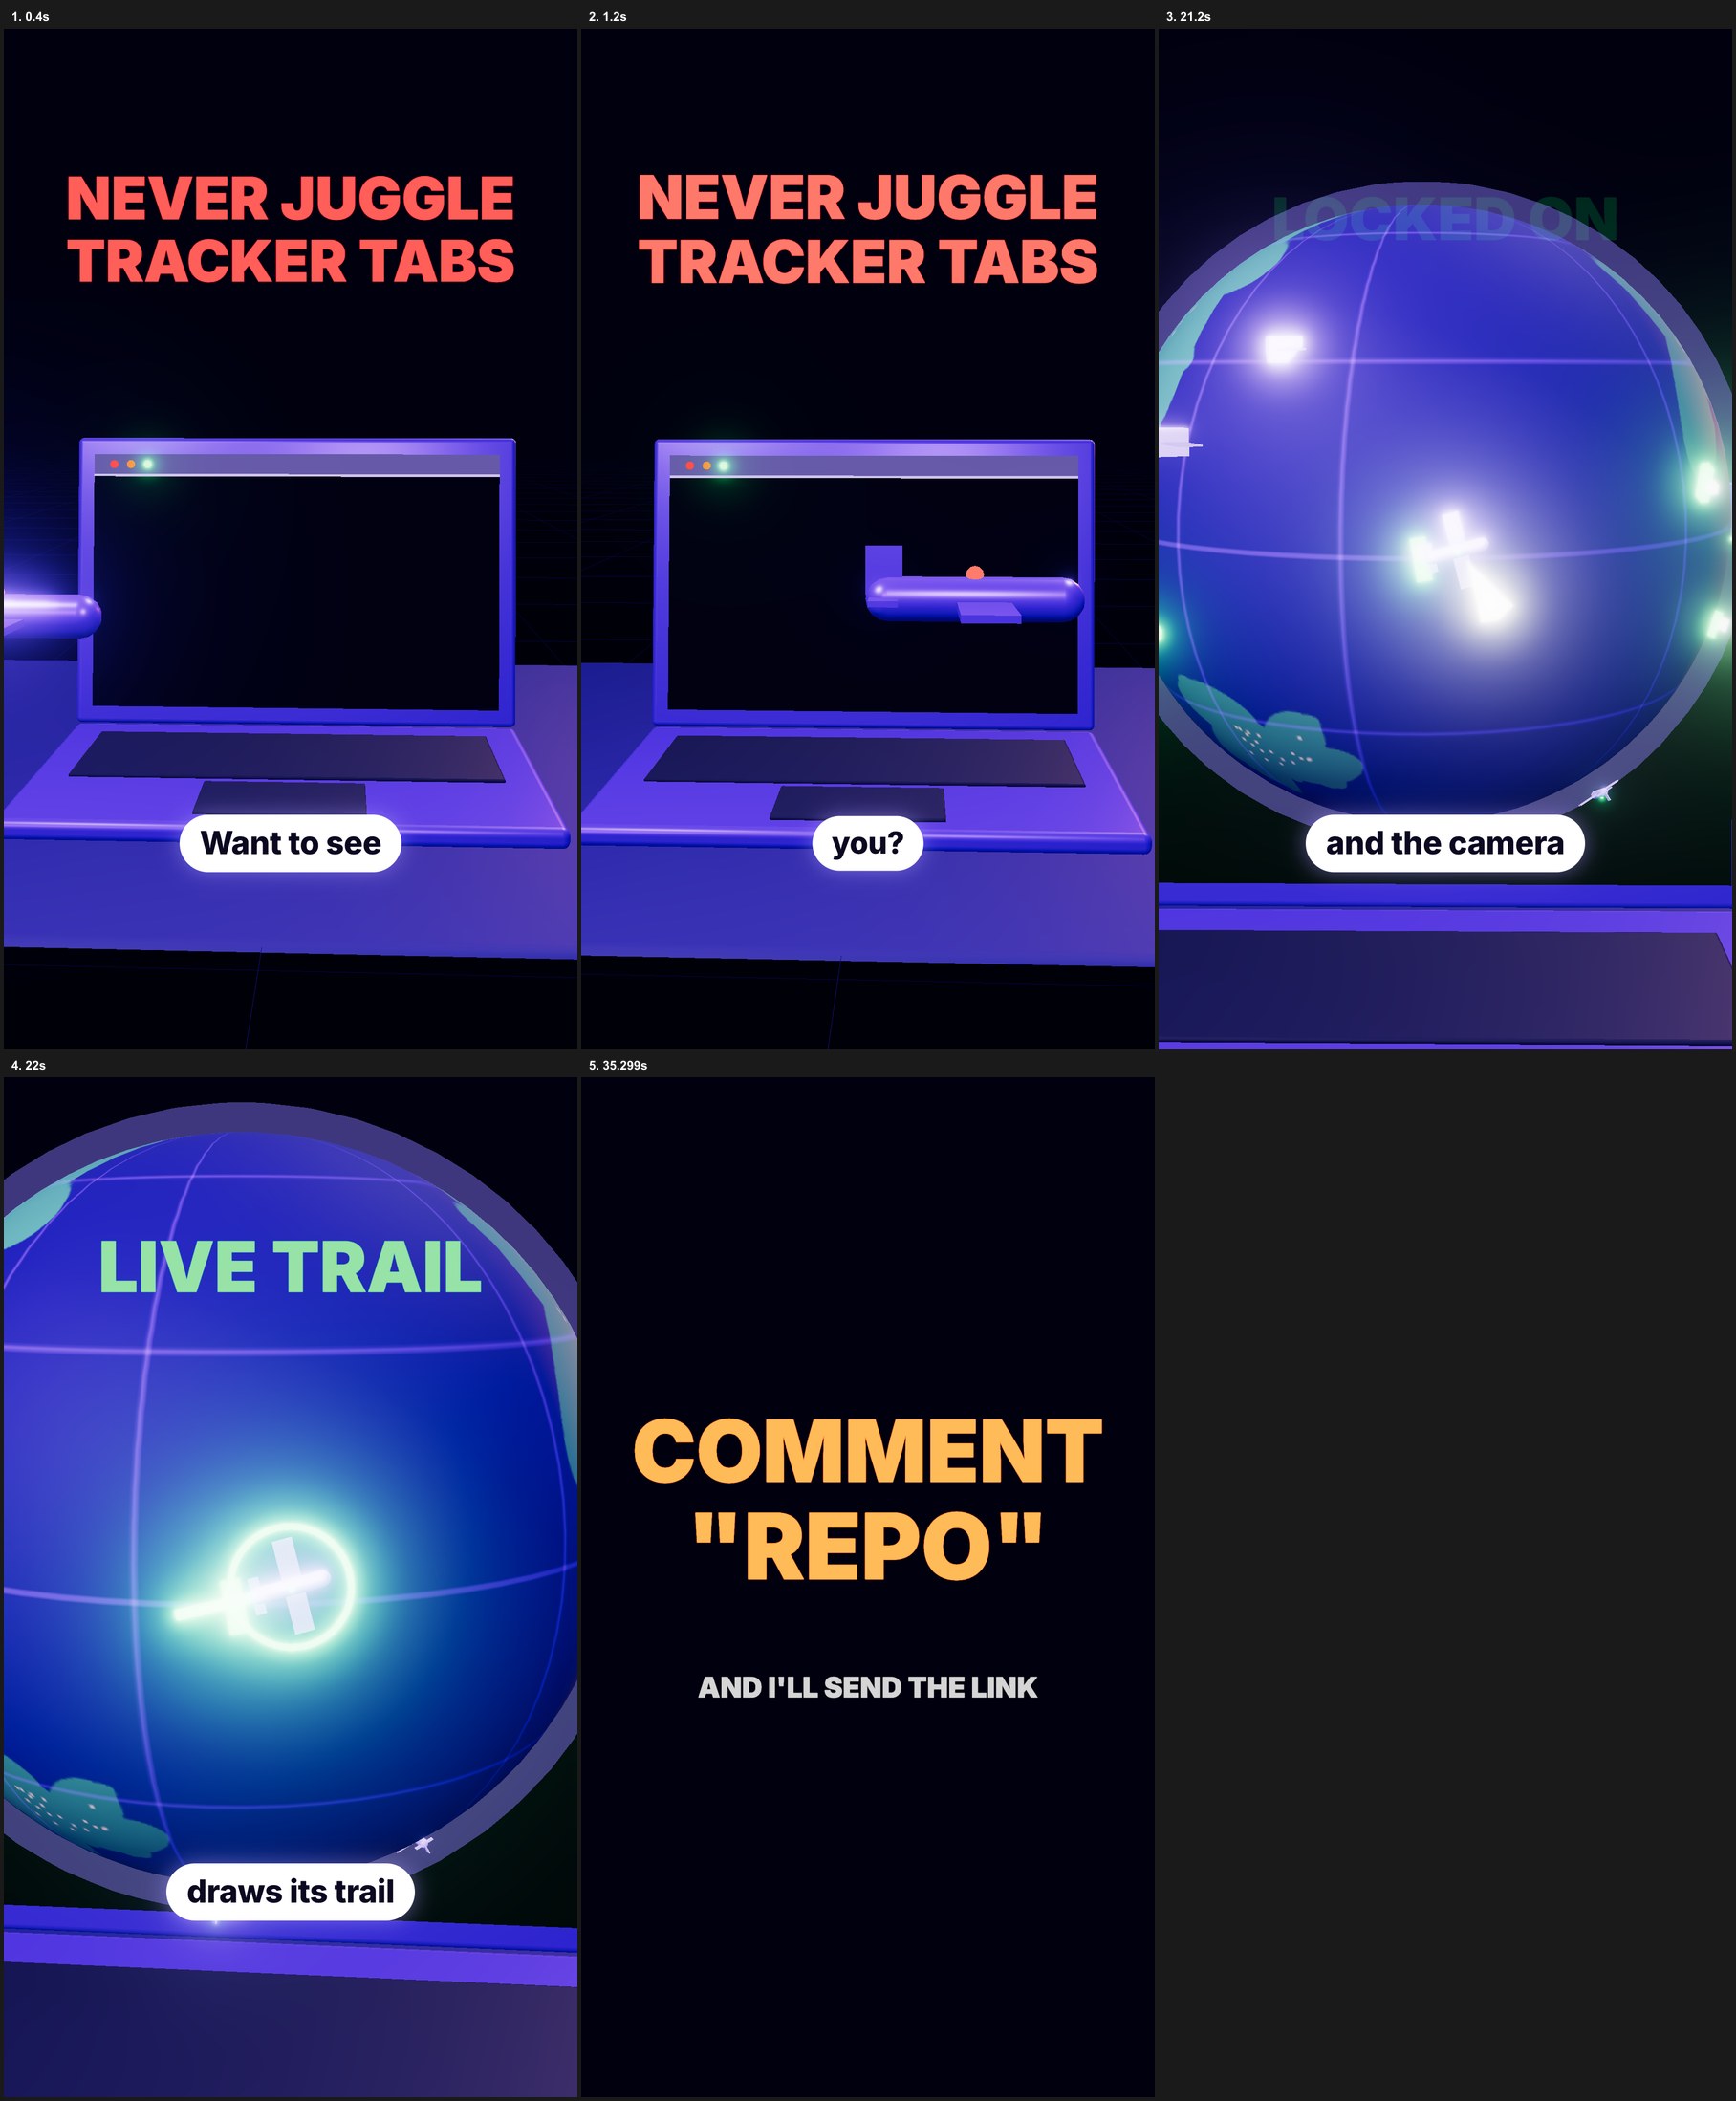 1. 0.4s
NEVER JUGGLE
TRACKER TABS
Want to see
2. 1.2s
NEVER JUGGLE
TRACKER TABS
you?
3. 21.2s
LOCKED ON
and the camera
4. 22s
LIVE TRAIL
draws its trail
5. 35.299s
COMMENT
"REPO"
AND I'LL SEND THE LINK